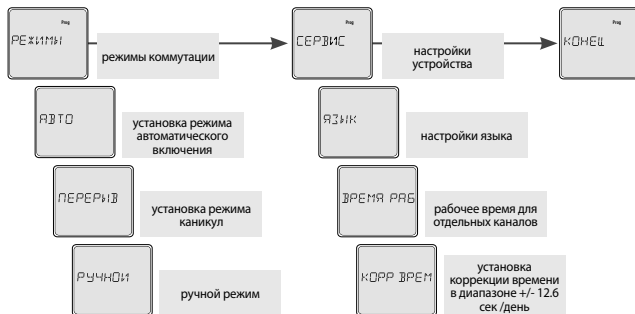 Prog
РЕЖИМЫ
режимы коммутации
Prog
СЕРВИС
настройки
устройства
Prog
КОНЕЦ
АВТО
установка режима
автоматического
включения
ЯЗЫК
настройки языка
ПЕРЕРЫВ
установка режима
каникул
ВРЕМЯ РАБ
рабочее время для
отдельных каналов
РУЧНОЙ
ручной режим
КОРР ВРЕМ
установка
коррекции времени
в диапазоне +/- 12.6
сек /день